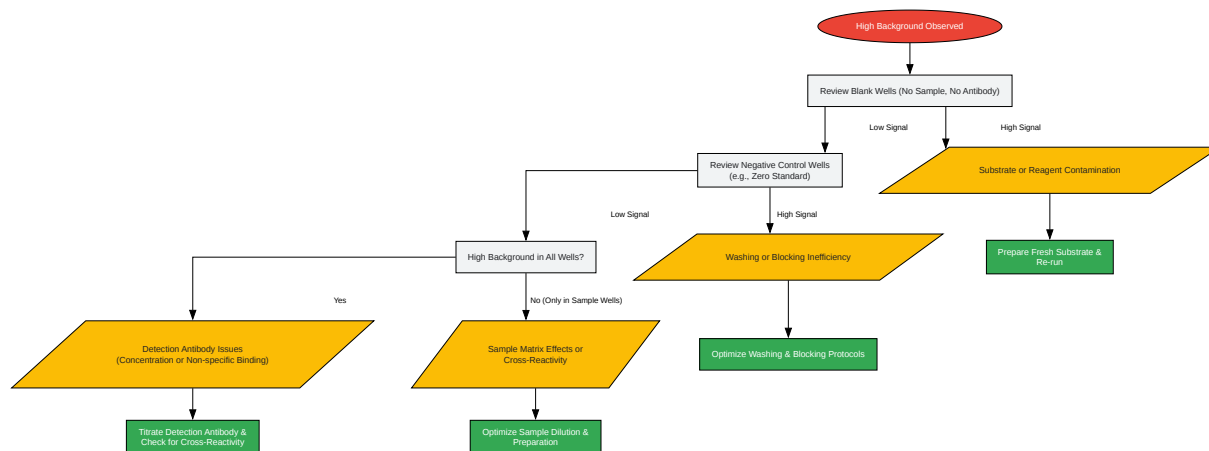 High Background Observed
Review Blank Wells (No Sample, No Antibody)
Low Signal
High Signal
Review Negative Control Wells
(e.g., Zero Standard)
Substrate or Reagent Contamination
Low Signal
High Signal
High Background in All Wells?
Washing or Blocking Inefficiency
Prepare Fresh Substrate &
Re-run
Yes
No (Only in Sample Wells)
Detection Antibody Issues
(Concentration or Non-specific Binding)
Sample Matrix Effects or
Cross-Reactivity
Optimize Washing & Blocking Protocols
Titrate Detection Antibody &
Check for Cross-Reactivity
Optimize Sample Dilution &
Preparation